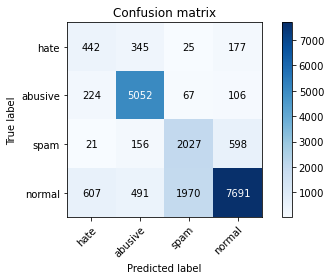 Confusion matrix
hate 442 345 25 177
abusive 224 5052 67 106
spam 21 156 2027 598
normal 607 491 1970 7691
hate abusive spam normal
True label
Predicted label
7000
6000
5000
4000
3000
2000
1000